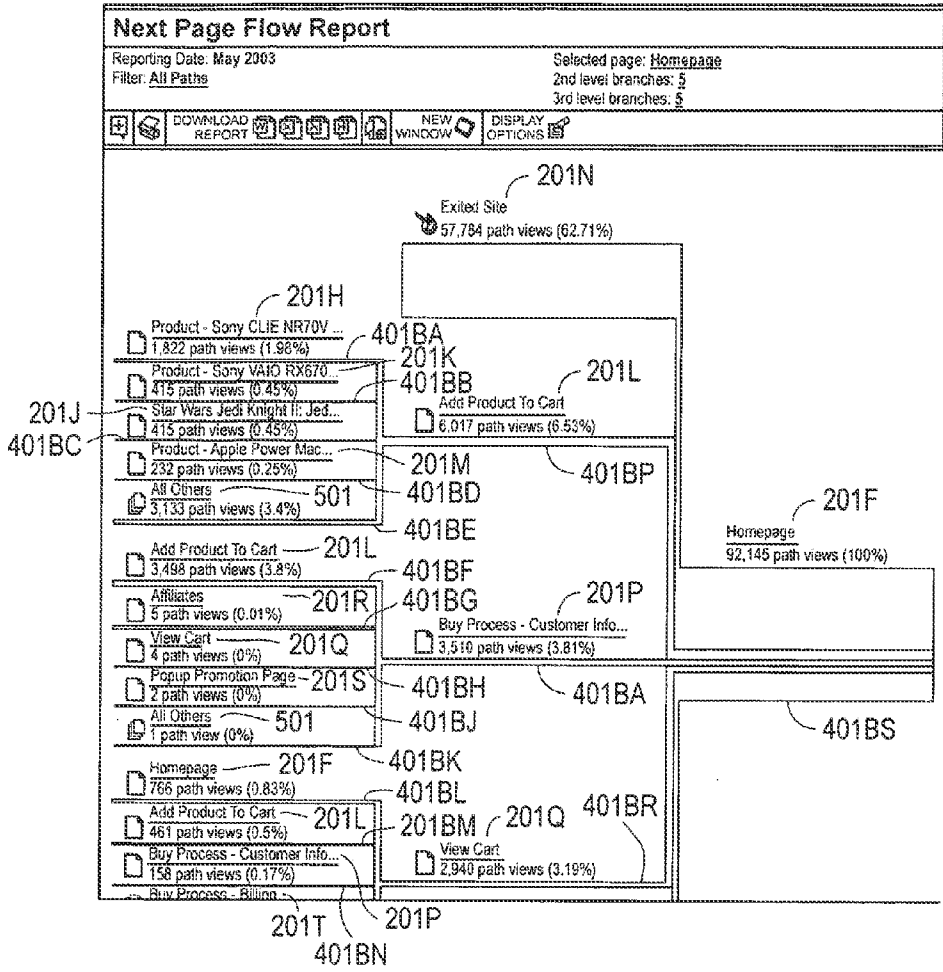 Next Page Flow Report
Reporting Date: May 2003
Filter: All Paths
Selected page: Homepage
2nd level branches: 5
3rd level branches: 5
DOWNLOAD REPORT
NEW WINDOW
DISPLAY OPTIONS
201N
Exited Site
57,784 path views (62.71%)
201H
Product - Sony CLIE NR70V ...
1,822 path views (1.98%)
401BA
201K
Product - Sony VAIO RX670...
415 path views (0.45%)
401BB
201J
Star Wars Jedi Knight II: Jed...
415 path views (0.45%)
401BC
201L
Add Product To Cart
6,017 path views (6.53%)
Product - Apple Power Mac...
232 path views (0.25%)
201M
401BP
401BD
All Others
501
3,133 path views (3.4%)
401BE
201F
Homepage
92,145 path views (100%)
Add Product To Cart
201L
3,498 path views (3.8%)
401BF
Affiliates
201R
5 path views (0.01%)
401BG
201P
Buy Process - Customer Info...
3,510 path views (3.81%)
View Cart
201Q
4 path views (0%)
Popup Promotion Page
201S
2 path views (0%)
401BH
401BA
401BJ
All Others
501
1 path view (0%)
401BS
401BK
Homepage
201F
766 path views (0.83%)
401BL
Add Product To Cart
201L
461 path views (0.5%)
201BM
201Q
401BR
View Cart
2,940 path views (3.19%)
Buy Process - Customer Info...
158 path views (0.17%)
Buy Process - Billing
201T
201P
401BN